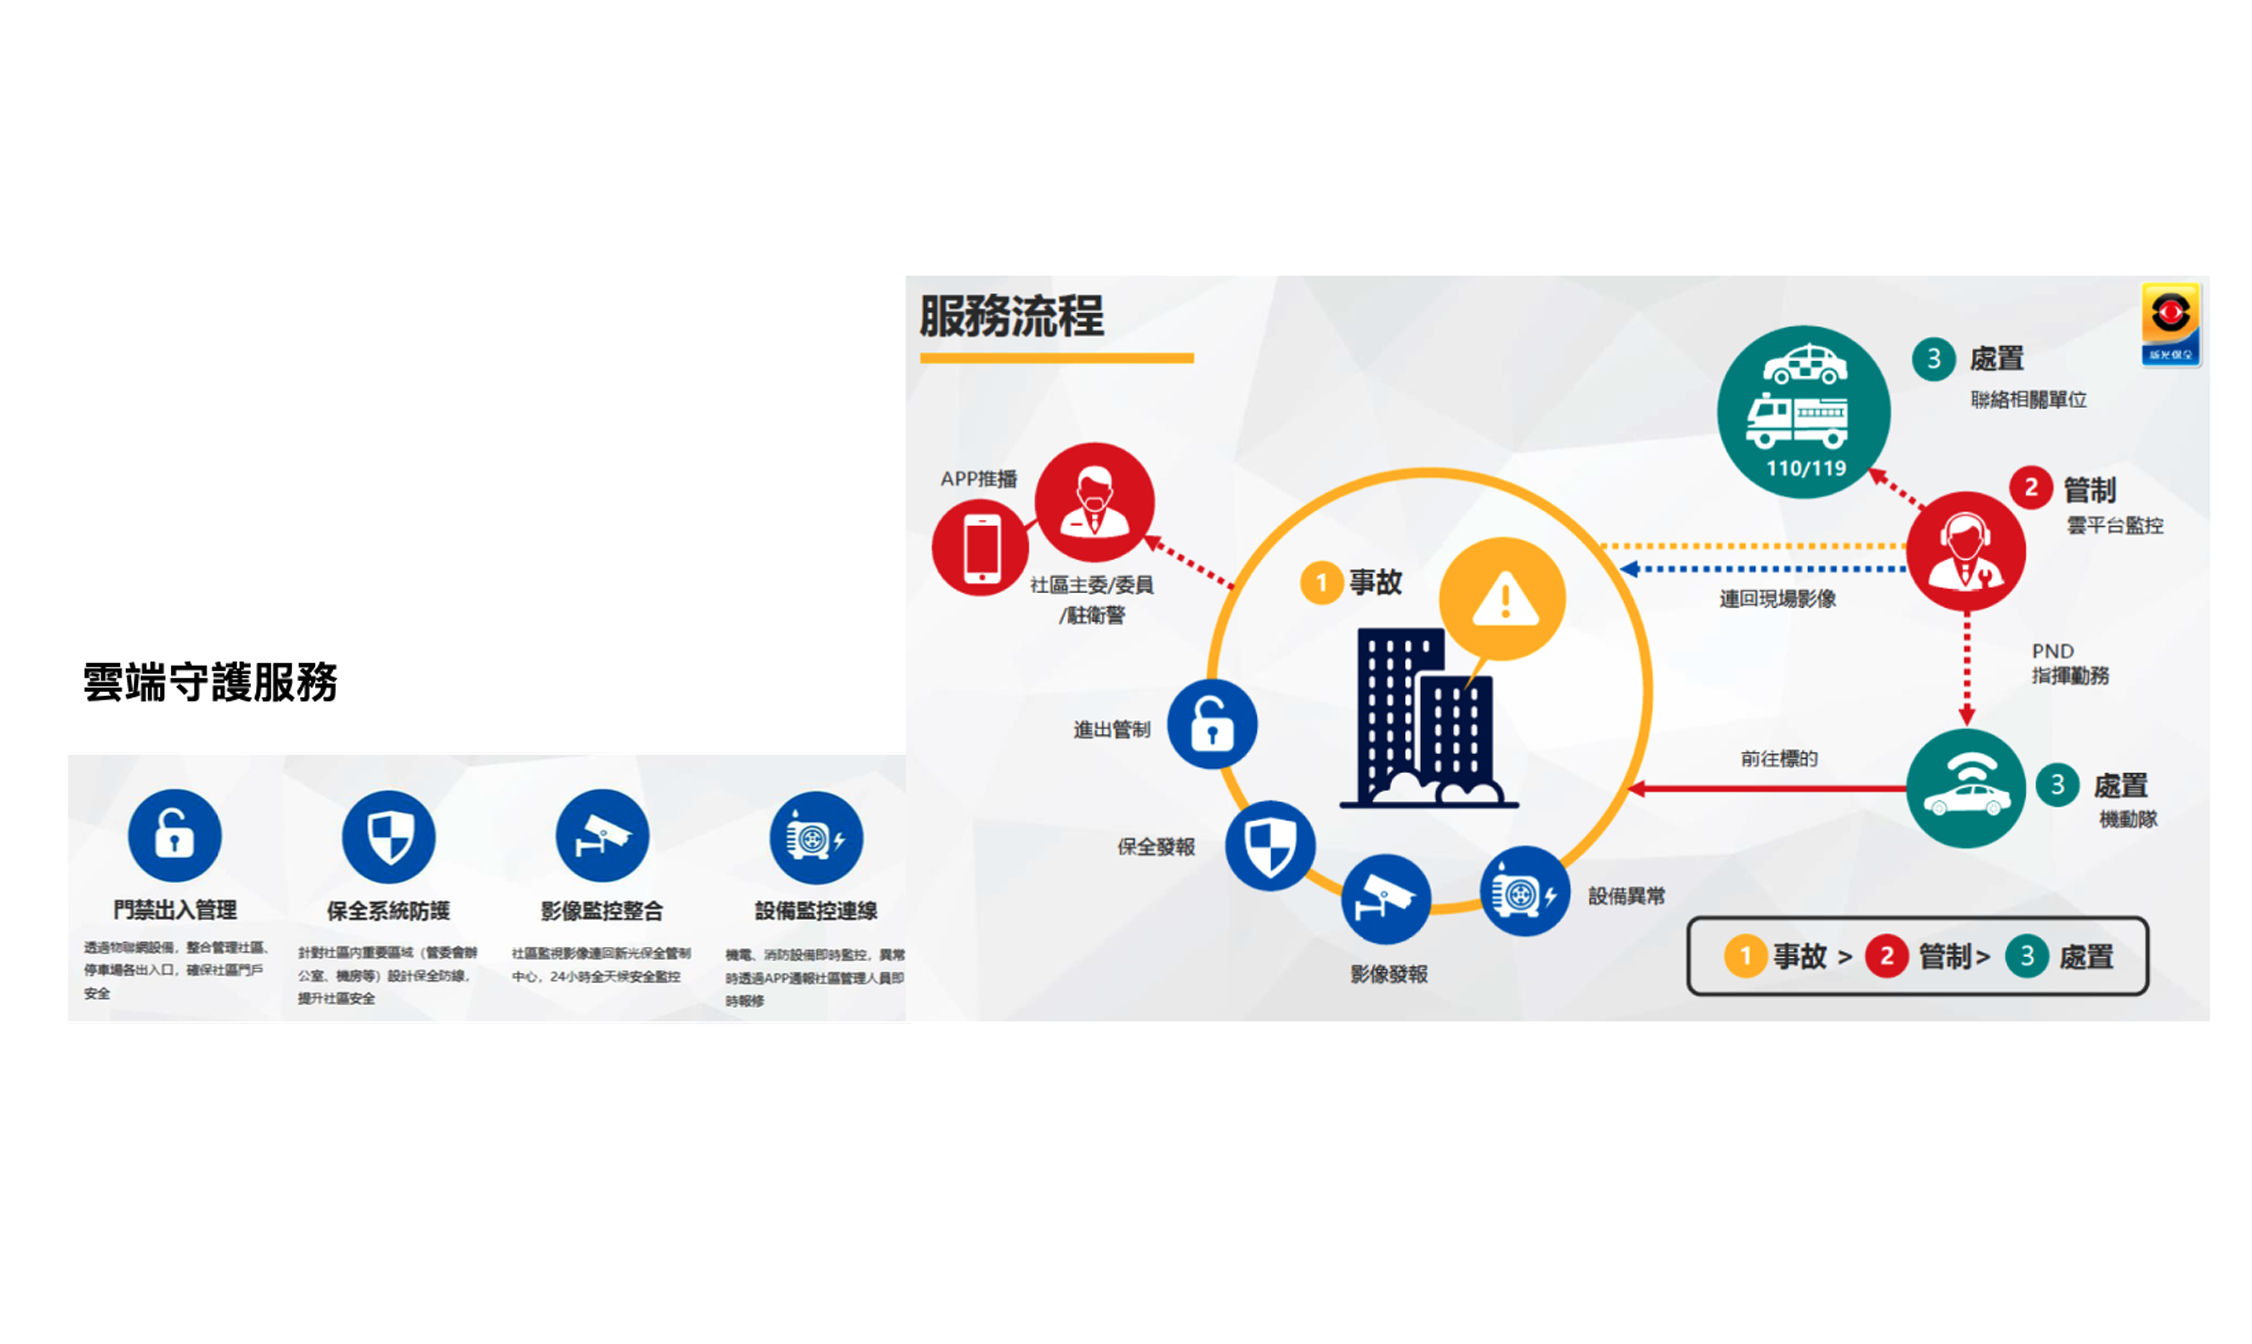 雲端守護服務
門禁出入管理
透過物聯網設備，整合管理社區、
停車場各出入口，確保社區門戶
安全
保全系統防護
針對社區內重要區域（管委會辦
公室、機房等）設計保全防線，
提升社區安全
影像監控整合
社區監視影像連回新光保全管制
中心，24小時全天候安全監控
設備監控連線
機電、消防設備即時監控，異常
時透過APP通報社區管理人員即
時報修
服務流程
新光保全
APP推播
社區主委/委員
/駐衛警
1 事故
進出管制
保全發報
影像發報
設備異常
110/119
3 處置
聯絡相關單位
2 管制
雲平台監控
連回現場影像
PND
指揮勤務
前往標的
3 處置
機動隊
1 事故 > 2 管制> 3 處置